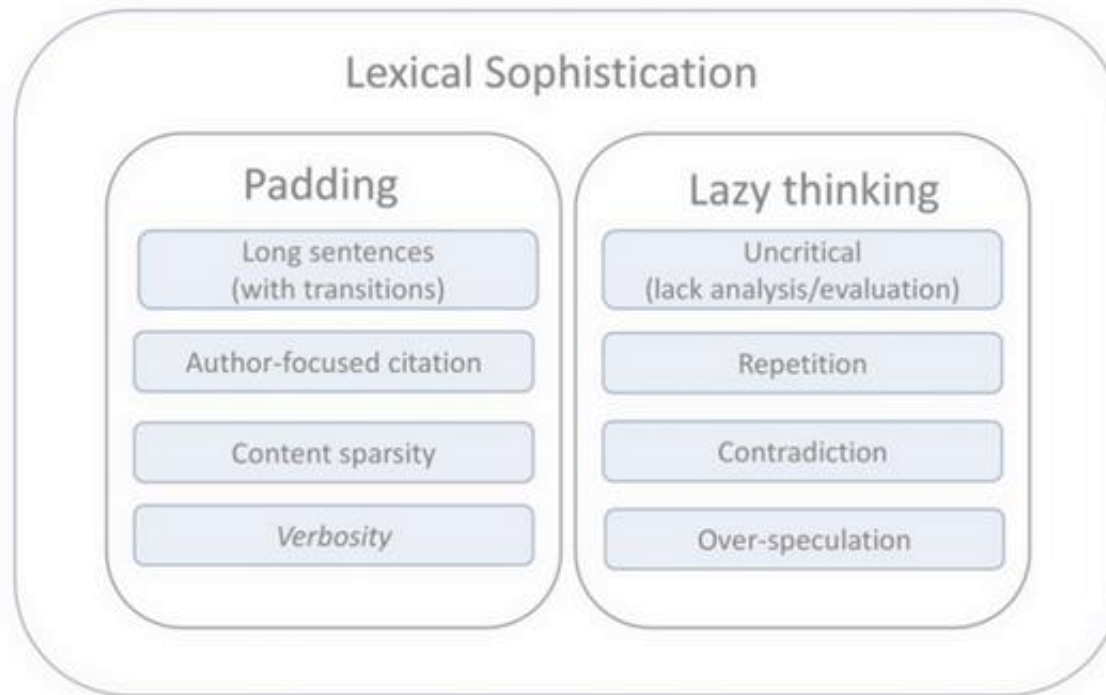 Lexical Sophistication
Padding
Long sentences
(with transitions)
Author-focused citation
Content sparsity
Verbosity
Lazy thinking
Uncritical
(lack analysis/evaluation)
Repetition
Contradiction
Over-speculation